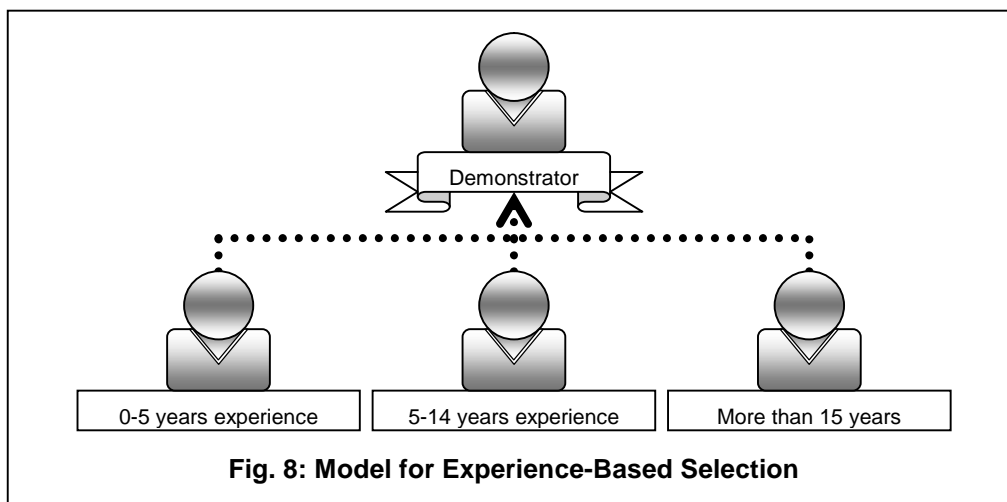 Demonstrator
0-5 years experience
5-14 years experience
More than 15 years
Fig. 8: Model for Experience-Based Selection